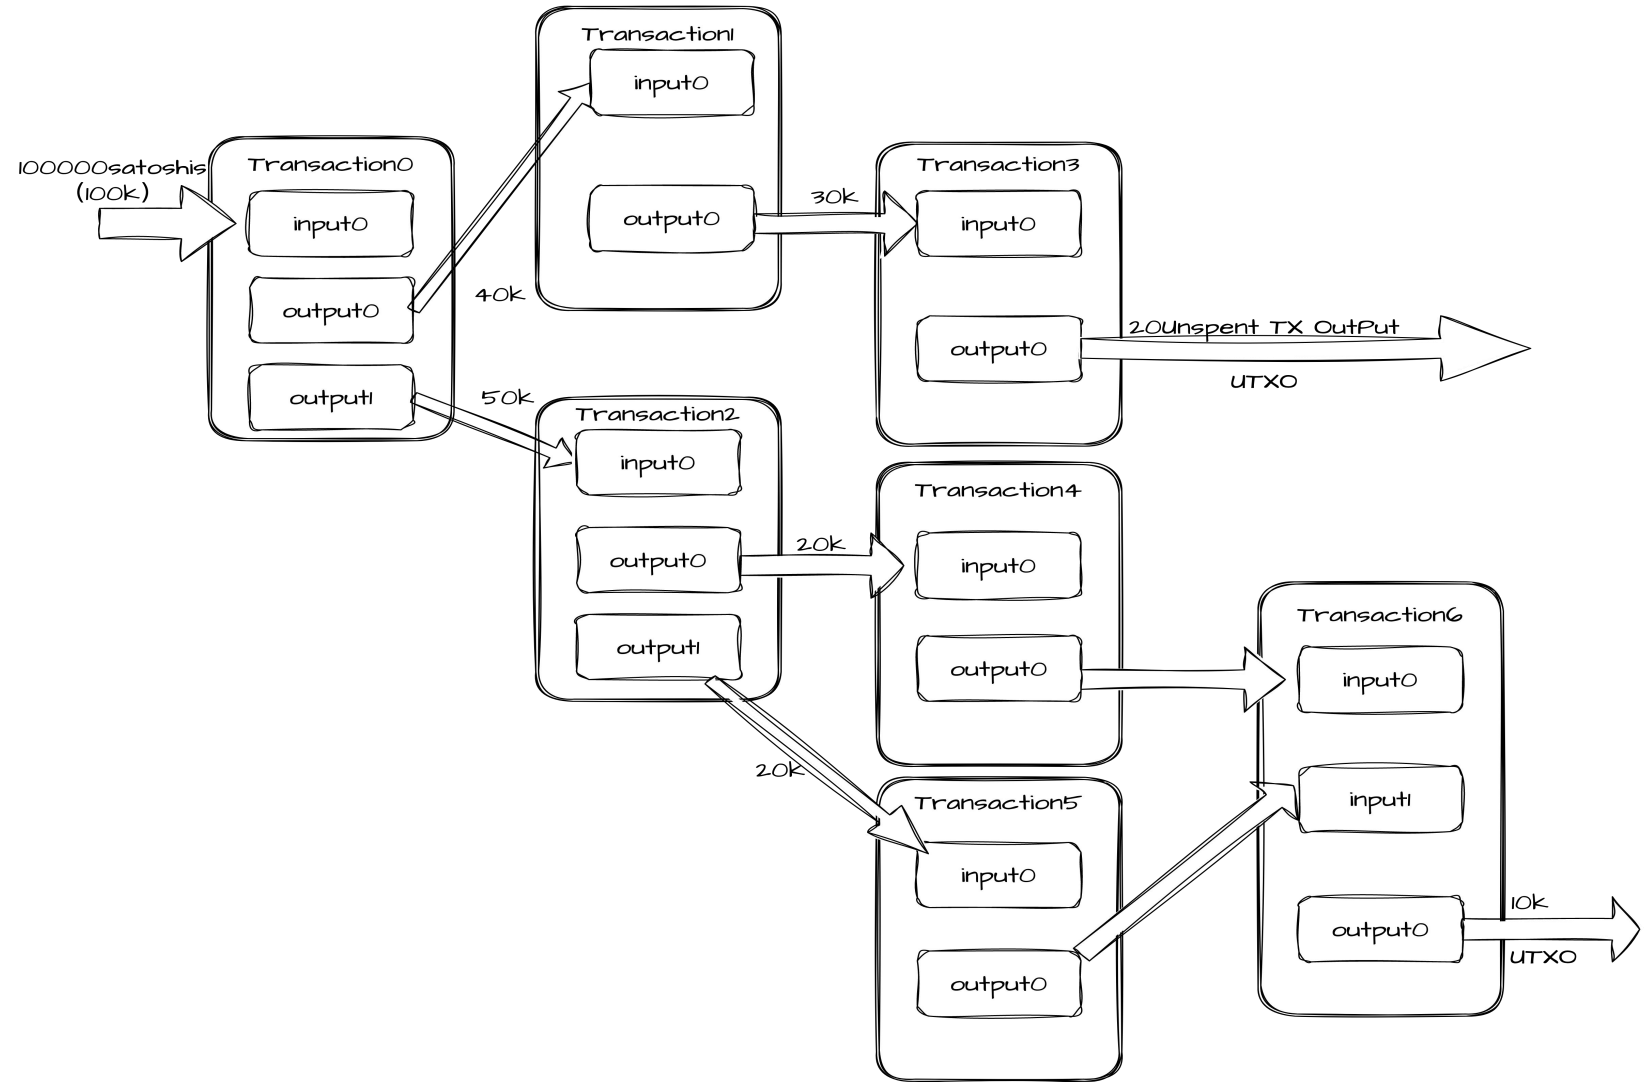 100000satoshis
(100k)
Transaction0
input0
output0
output1
40k
50k
Transaction1
input0
output0
30k
Transaction2
input0
output0
output1
20k
20k
Transaction3
input0
output0
20Unspent TX OutPut
UTXO
Transaction4
input0
output0
Transaction5
input0
output0
Transaction6
input0
input1
output0
10k
UTXO